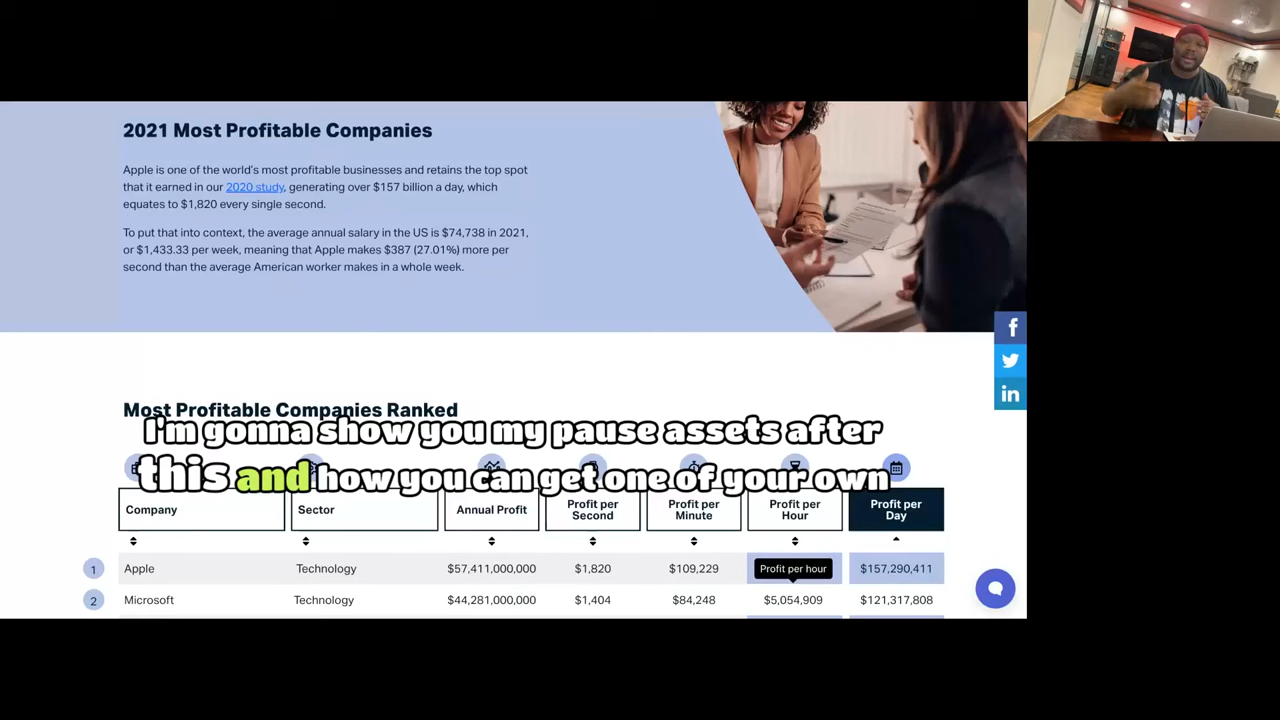 2021 Most Profitable Companies
Apple is one of the world's most profitable businesses and retains the top spot
that it earned in our 2020 study, generating over $157 billion a day, which
equates to $1,820 every single second.
To put that into context, the average annual salary in the US is $74,738 in 2021,
or $1,433.33 per week, meaning that Apple makes $387 (27.01%) more per
second than the average American worker makes in a whole week.
f
in
Most Profitable Companies Ranked
I'm gonna show you my pause assets after
this and how you can get one of your own
Company Sector Annual Profit Profit per Second Profit per Minute Profit per Hour Profit per Day
1 Apple Technology $57,411,000,000 $1,820 $109,229 Profit per hour $157,290,411
2 Microsoft Technology $44,281,000,000 $1,404 $84,248 $5,054,909 $121,317,808